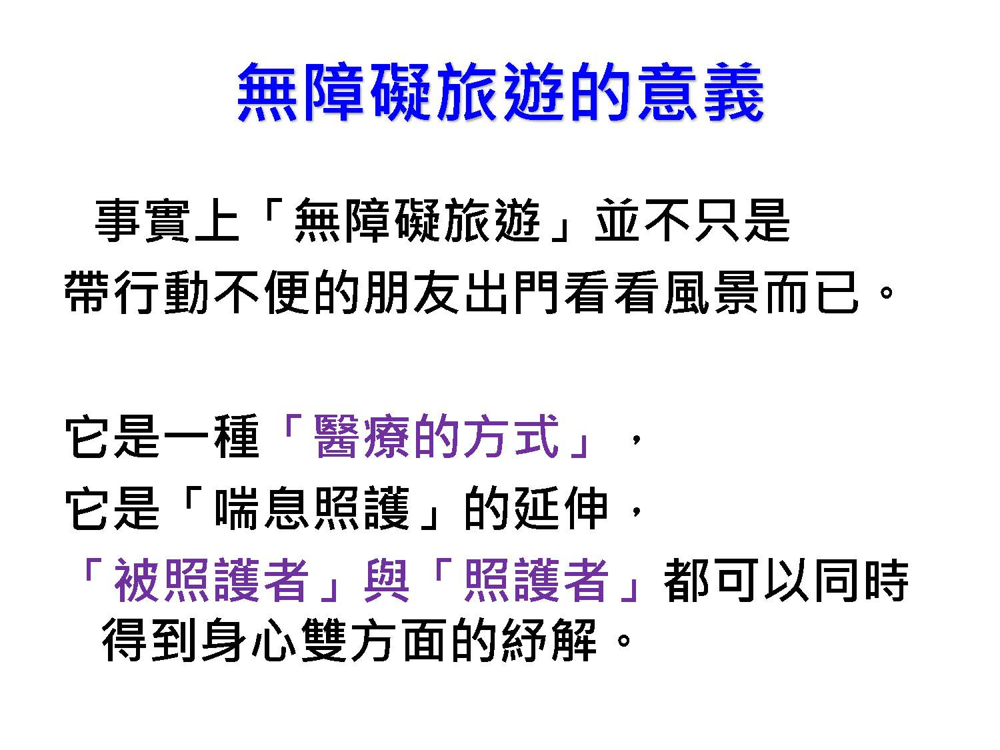 無障礙旅遊的意義
事實上「無障礙旅遊」並不只是
帶行動不便的朋友出門看看風景而已。
它是一種「醫療的方式」，
它是「喘息照護」的延伸，
「被照護者」與「照護者」都可以同時
得到身心雙方面的紓解。